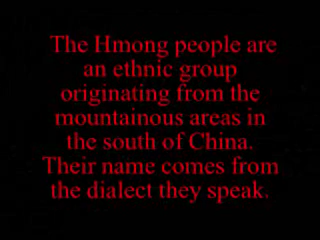 The Hmong people are
an ethnic group
originating from the
mountainous areas in
the south of China.
Their name comes from
the dialect they speak.